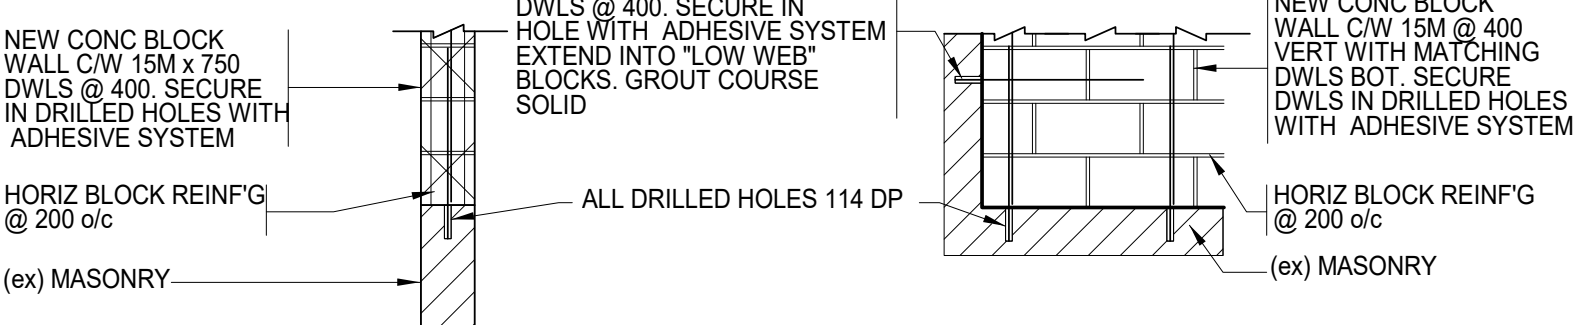 NEW CONC BLOCK
WALL C/W 15M x 750
DWLS @ 400. SECURE
IN DRILLED HOLES WITH
ADHESIVE SYSTEM
HORIZ BLOCK REINF'G
@ 200 o/c
(ex) MASONRY
DWLS @ 400. SECURE IN
HOLE WITH ADHESIVE SYSTEM
EXTEND INTO "LOW WEB"
BLOCKS. GROUT COURSE
SOLID
ALL DRILLED HOLES 114 DP
NEW CONC BLOCK
WALL C/W 15M @ 400
VERT WITH MATCHING
DWLS BOT. SECURE
DWLS IN DRILLED HOLES
WITH ADHESIVE SYSTEM
HORIZ BLOCK REINF'G
@ 200 o/c
(ex) MASONRY